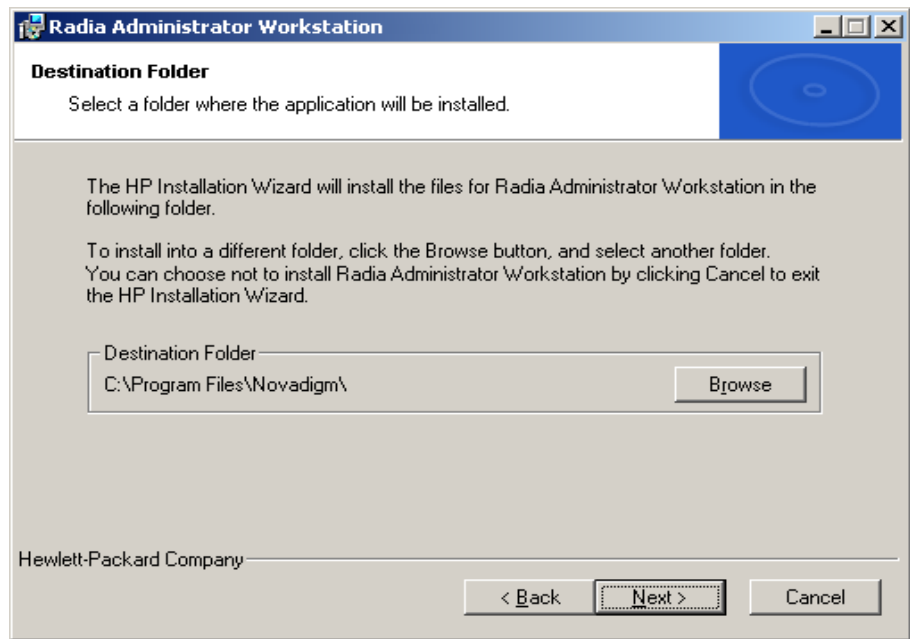 Radia Administrator Workstation
Destination Folder
Select a folder where the application will be installed.
The HP Installation Wizard will install the files for Radia Administrator Workstation in the
following folder.
To install into a different folder, click the Browse button, and select another folder.
You can choose not to install Radia Administrator Workstation by clicking Cancel to exit
the HP Installation Wizard.
Destination Folder
C:\Program Files\Novadigm\
Browse
Hewlett-Packard Company
< Back
Next >
Cancel